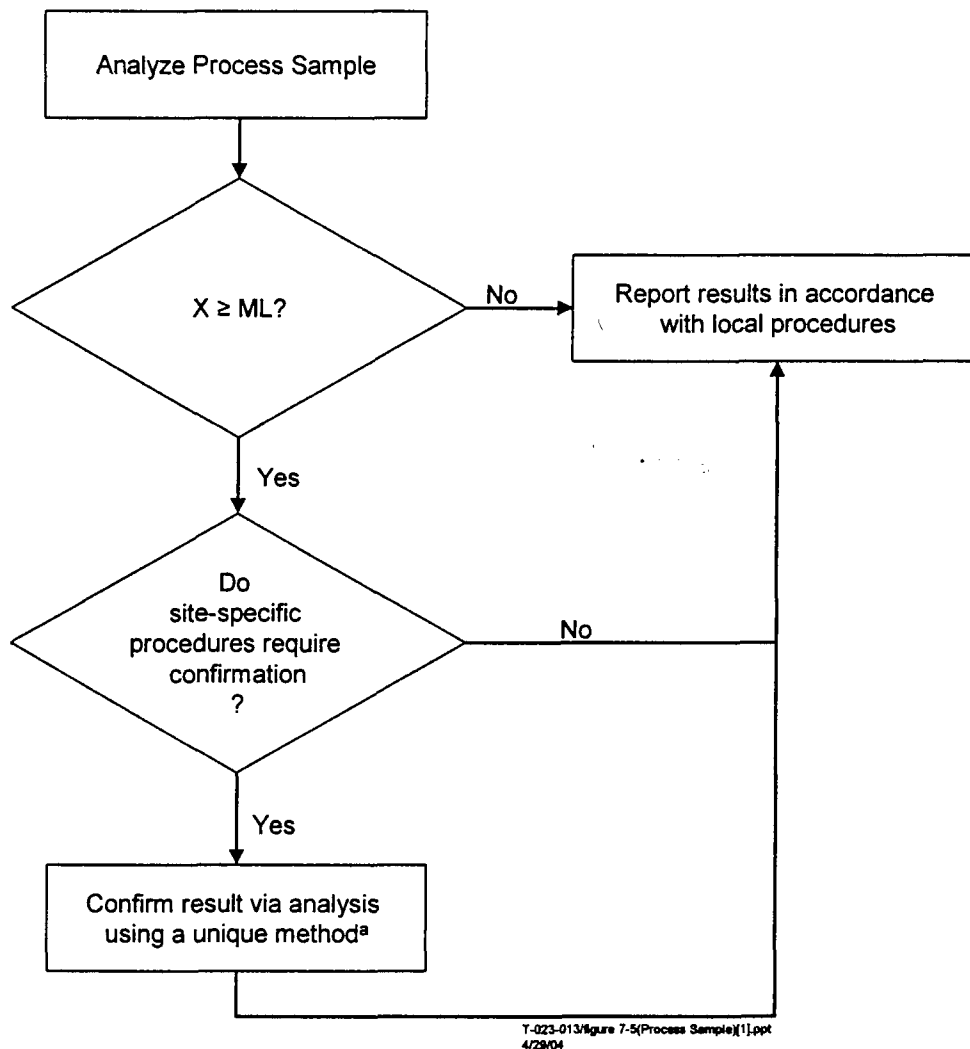 Analyze Process Sample
X ≥ ML?
No
Report results in accordance
with local procedures
Yes
Do
site-specific
procedures require
confirmation
?
No
Yes
Confirm result via analysis
using a unique methodᵃ
T-023-013/figure 7-5(Process Sample)[1].ppt
4/29/04